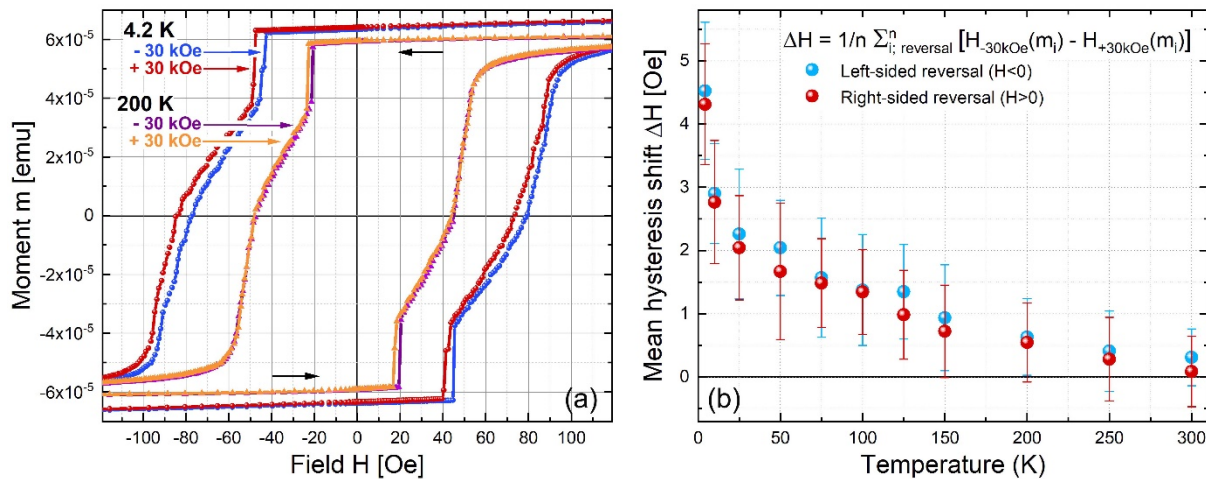 4.2 K
- 30 kOe
+ 30 kOe
200 K
- 30 kOe
+ 30 kOe
6x10⁻⁵
4x10⁻⁵
2x10⁻⁵
0
-2x10⁻⁵
-4x10⁻⁵
-6x10⁻⁵
Moment m [emu]
-100 -80 -60 -40 -20 0 20 40 60 80 100
Field H [Oe]
(a)
ΔH = 1/n Σⁿᵢ; reversal [H-30kOe(mᵢ) - H+30kOe(mᵢ)]
Left-sided reversal (H<0)
Right-sided reversal (H>0)
5
4
3
2
1
0
-1
Mean hysteresis shift ΔH [Oe]
0 50 100 150 200 250 300
Temperature (K)
(b)